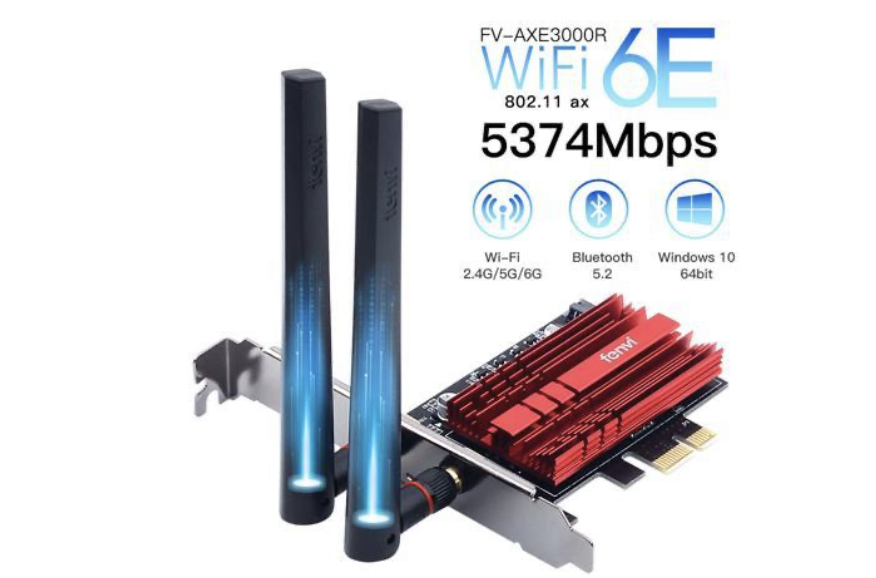 FV-AXE3000R
WiFi 6E
802.11 ax
5374Mbps
Wi-Fi
2.4G/5G/6G
Bluetooth
5.2
Windows 10
64bit
fenvi
fenvi
fenvi